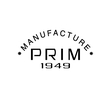 • MANUFACTURE •
PRIM
1949